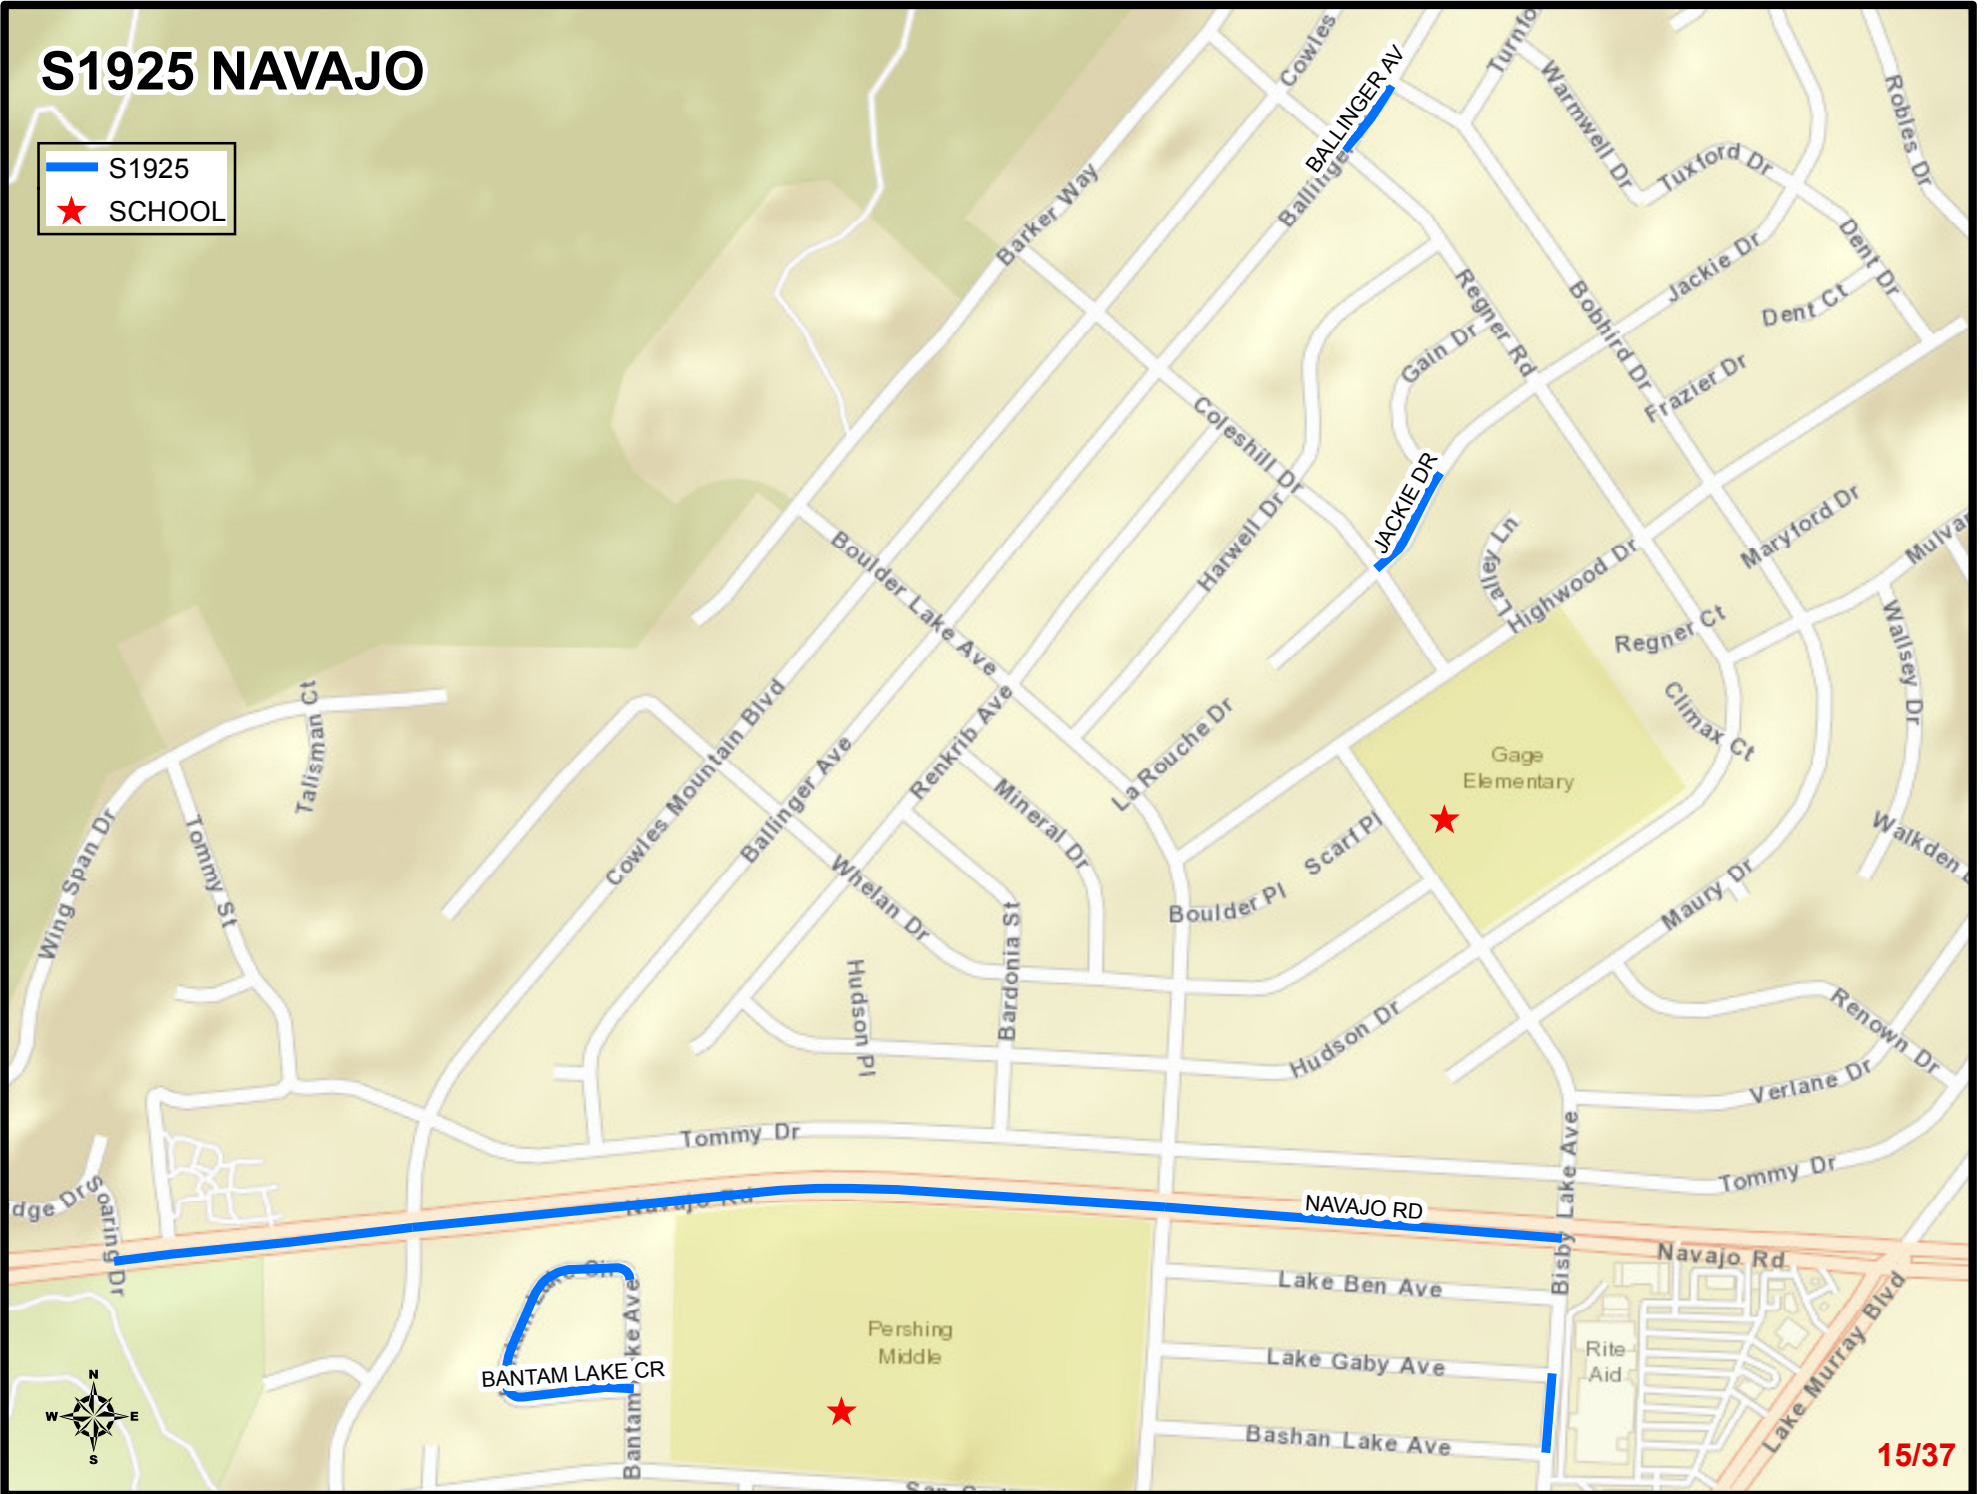 S1925 NAVAJO
S1925
SCHOOL
Cowles
BALLINGER AV
Ballinger
Turnfo
Warmwell Dr
Tuxford Dr
Robles Dr
Barker Way
Jackie Dr
Dent Dr
Dent Ct
Regner Rd
Bobhird Dr
Gain Dr
Frazier Dr
Coleshill Dr
JACKIE DR
Harwell Dr
Lalley Ln
Highwood Dr
Maryford Dr
Mulva
Boulder Lake Ave
Regner Ct
Wallsey Dr
Talisman Ct
Cowles Mountain Blvd
Renkrib Ave
La Rouche Dr
Climax Ct
Gage
Elementary
Ballinger Ave
Mineral Dr
Scarf Pl
Wing Span Dr
Tommy St
Whelan Dr
Boulder Pl
Maury Dr
Walkden
Bardonia St
Hudson Pl
Hudson Dr
Renown Dr
Verlane Dr
Tommy Dr
Bisby Lake Ave
Tommy Dr
dge Dr
Soaring Dr
Navajo Rd
NAVAJO RD
Navajo Rd
Lake Ben Ave
Pershing
Middle
Lake Gaby Ave
Rite
Aid
Lake Murray Blvd
BANTAM LAKE CR
Bashan Lake Ave
N
W
E
S
15/37